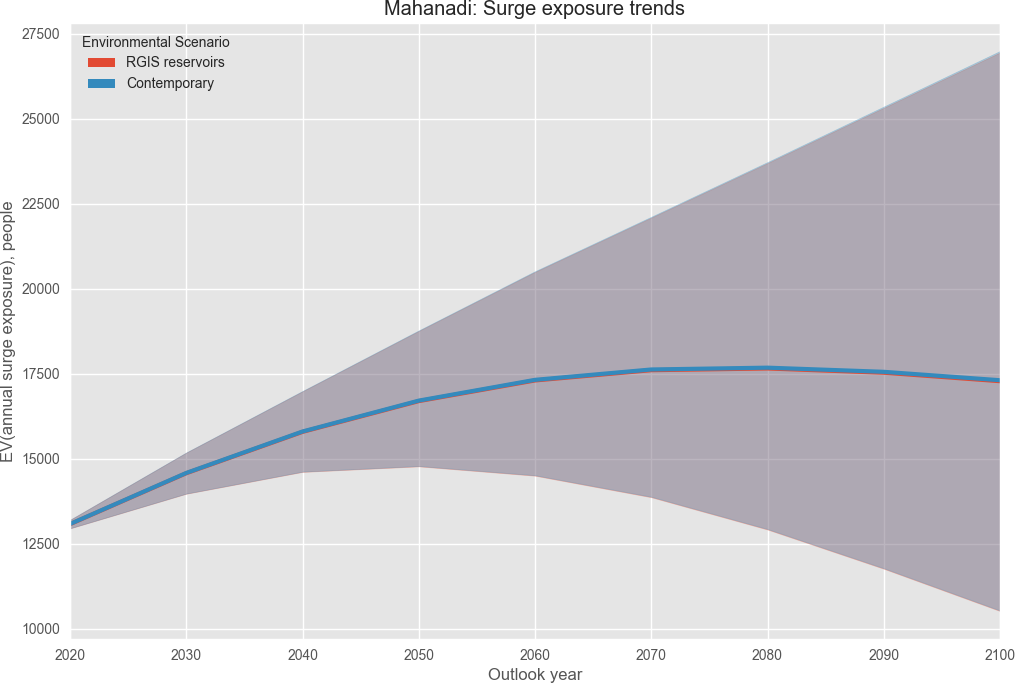 Mahanadi: Surge exposure trends
Environmental Scenario
RGIS reservoirs
Contemporary
27500
25000
22500
20000
17500
15000
12500
10000
EV(annual surge exposure), people
2020 2030 2040 2050 2060 2070 2080 2090 2100
Outlook year